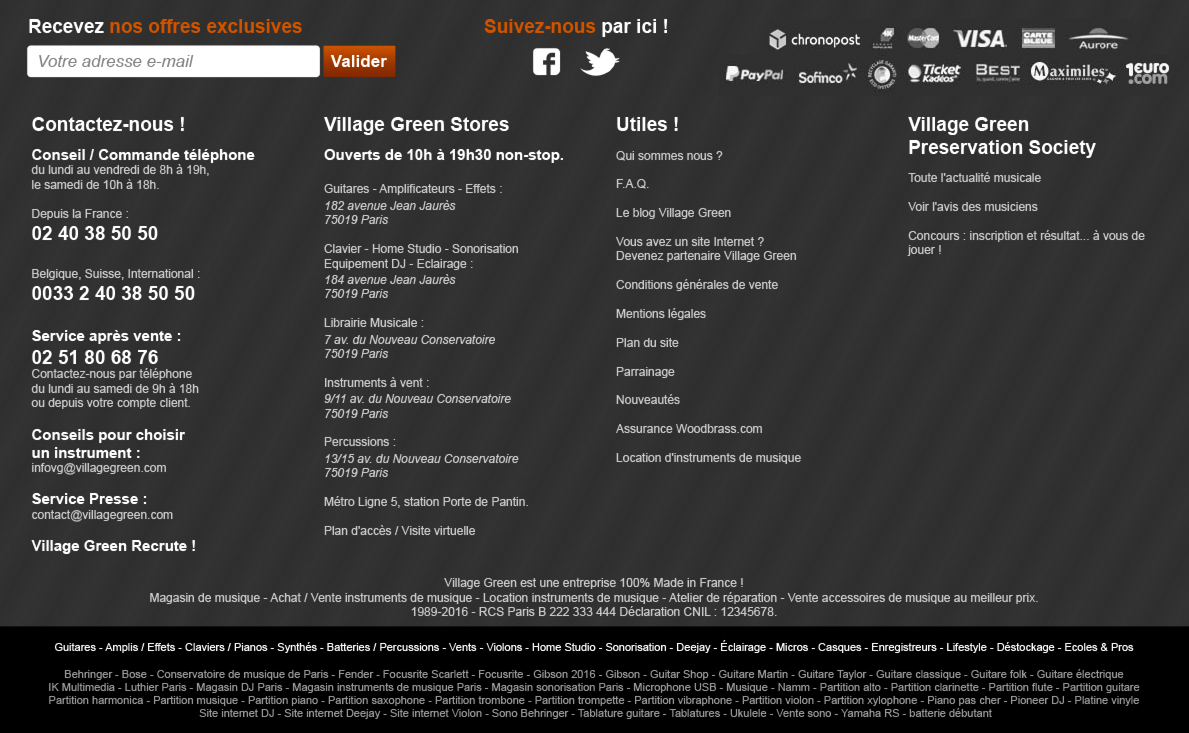 Recevez nos offres exclusives
Votre adresse e-mail
Valider
Suivez-nous par ici !
chronopost
4X
MasterCard
VISA
CARTE BLEUE
Aurore
PayPal
Sofinco
Ticket Kadéos
BEST
Maximiles
1euro.com
Contactez-nous !
Conseil / Commande téléphone
du lundi au vendredi de 8h à 19h,
le samedi de 10h à 18h.
Depuis la France :
02 40 38 50 50
Belgique, Suisse, International :
0033 2 40 38 50 50
Service après vente :
02 51 80 68 76
Contactez-nous par téléphone
du lundi au samedi de 9h à 18h
ou depuis votre compte client.
Conseils pour choisir
un instrument :
infovg@villagegreen.com
Service Presse :
contact@villagegreen.com
Village Green Recrute !
Village Green Stores
Ouverts de 10h à 19h30 non-stop.
Guitares - Amplificateurs - Effets :
182 avenue Jean Jaurès
75019 Paris
Clavier - Home Studio - Sonorisation
Equipement DJ - Eclairage :
184 avenue Jean Jaurès
75019 Paris
Librairie Musicale :
7 av. du Nouveau Conservatoire
75019 Paris
Instruments à vent :
9/11 av. du Nouveau Conservatoire
75019 Paris
Percussions :
13/15 av. du Nouveau Conservatoire
75019 Paris
Métro Ligne 5, station Porte de Pantin.
Plan d'accès / Visite virtuelle
Utiles !
Qui sommes nous ?
F.A.Q.
Le blog Village Green
Vous avez un site Internet ?
Devenez partenaire Village Green
Conditions générales de vente
Mentions légales
Plan du site
Parrainage
Nouveautés
Assurance Woodbrass.com
Location d'instruments de musique
Village Green
Preservation Society
Toute l'actualité musicale
Voir l'avis des musiciens
Concours : inscription et résultat... à vous de
jouer !
Village Green est une entreprise 100% Made in France !
Magasin de musique - Achat / Vente instruments de musique - Location instruments de musique - Atelier de réparation - Vente accessoires de musique au meilleur prix.
1989-2016 - RCS Paris B 222 333 444 Déclaration CNIL : 12345678.
Guitares - Amplis / Effets - Claviers / Pianos - Synthés - Batteries / Percussions - Vents - Violons - Home Studio - Sonorisation - Deejay - Éclairage - Micros - Casques - Enregistreurs - Lifestyle - Déstockage - Ecoles & Pros
Behringer - Bose - Conservatoire de musique de Paris - Fender - Focusrite Scarlett - Focusrite - Gibson 2016 - Gibson - Guitar Shop - Guitare Martin - Guitare Taylor - Guitare classique - Guitare folk - Guitare électrique
IK Multimedia - Luthier Paris - Magasin DJ Paris - Magasin instruments de musique Paris - Magasin sonorisation Paris - Microphone USB - Musique - Namm - Partition alto - Partition clarinette - Partition flute - Partition guitare
Partition harmonica - Partition musique - Partition piano - Partition saxophone - Partition trombone - Partition trompette - Partition vibraphone - Partition violon - Partition xylophone - Piano pas cher - Pioneer DJ - Platine vinyle
Site internet DJ - Site internet Deejay - Site internet Violon - Sono Behringer - Tablature guitare - Tablatures - Ukulele - Vente sono - Yamaha RS - batterie débutant